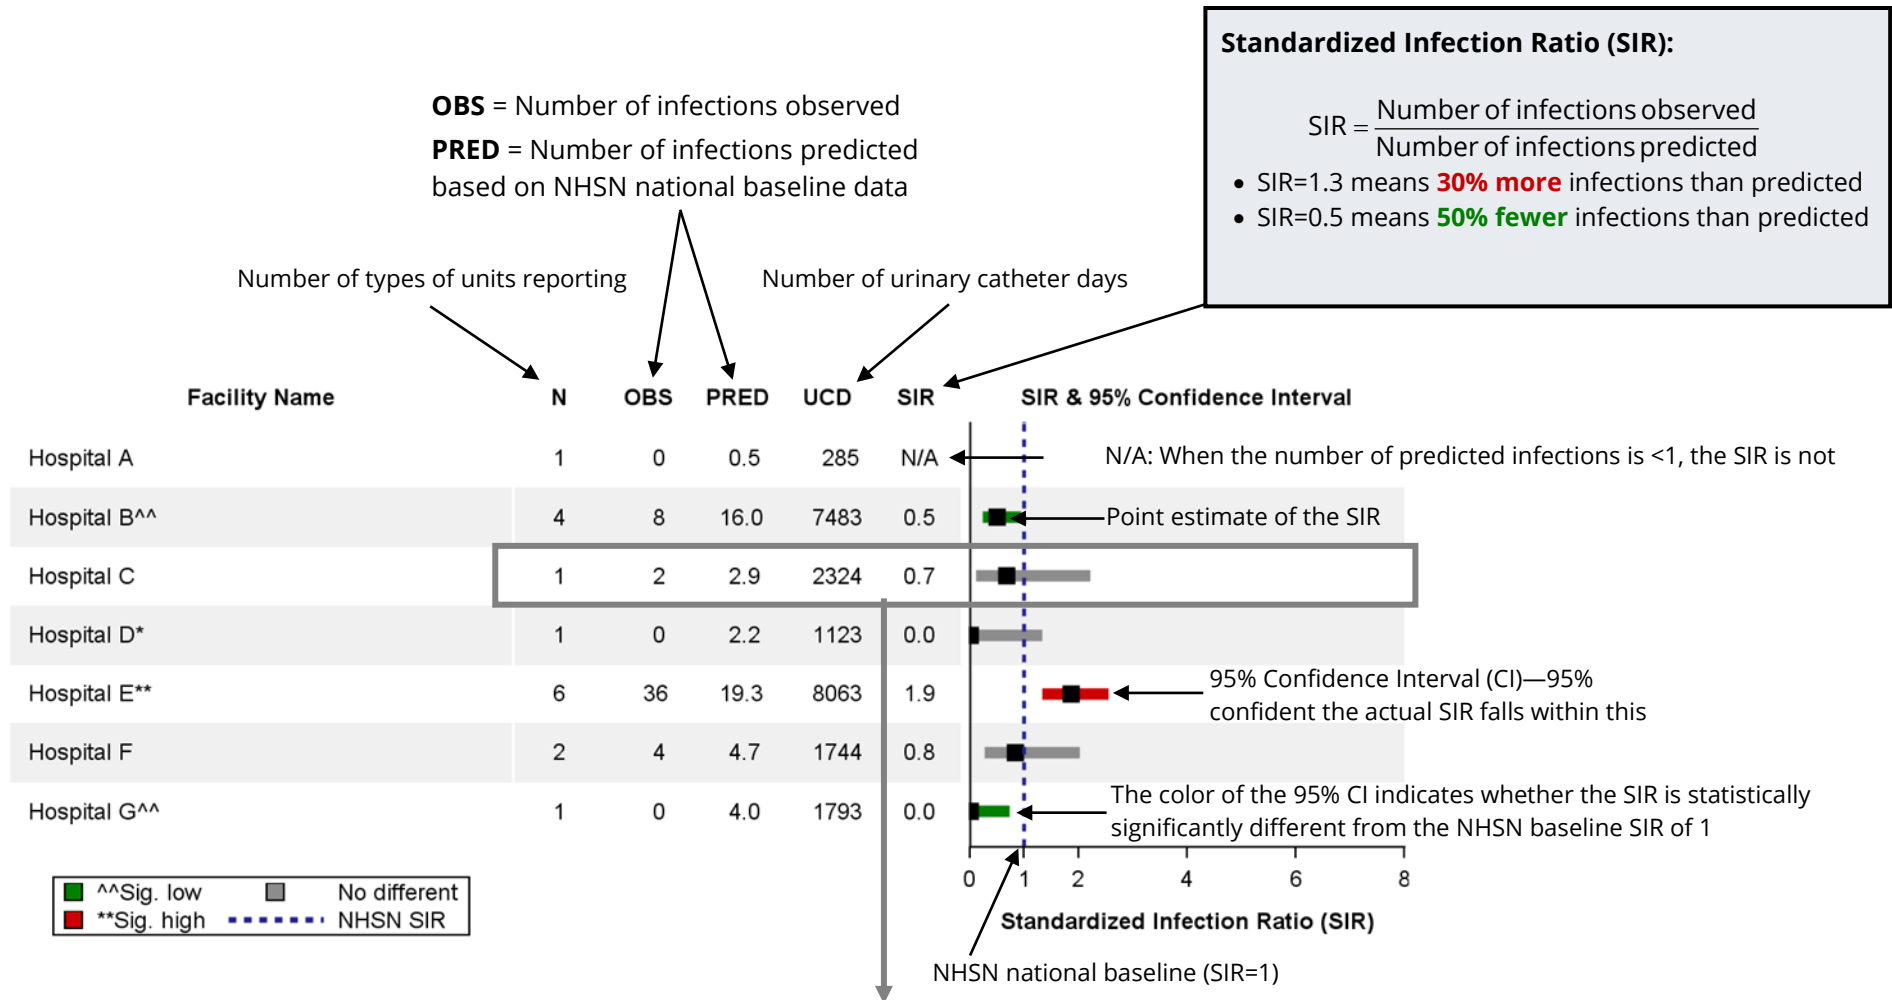 Standardized Infection Ratio (SIR):
SIR = Number of infections observed
Number of infections predicted
• SIR=1.3 means 30% more infections than predicted
• SIR=0.5 means 50% fewer infections than predicted
OBS = Number of infections observed
PRED = Number of infections predicted
based on NHSN national baseline data
Number of types of units reporting
Number of urinary catheter days
Facility Name N OBS PRED UCD SIR SIR & 95% Confidence Interval
Hospital A 1 0 0.5 285 N/A N/A: When the number of predicted infections is <1, the SIR is not
Hospital B^^ 4 8 16.0 7483 0.5 Point estimate of the SIR
Hospital C 1 2 2.9 2324 0.7
Hospital D* 1 0 2.2 1123 0.0
Hospital E** 6 36 19.3 8063 1.9
95% Confidence Interval (CI)—95%
confident the actual SIR falls within this
Hospital F 2 4 4.7 1744 0.8
Hospital G^^ 1 0 4.0 1793 0.0
The color of the 95% CI indicates whether the SIR is statistically
significantly different from the NHSN baseline SIR of 1
0 1 2 4 6 8
Standardized Infection Ratio (SIR)
^^Sig. low No different
**Sig. high NHSN SIR
NHSN national baseline (SIR=1)